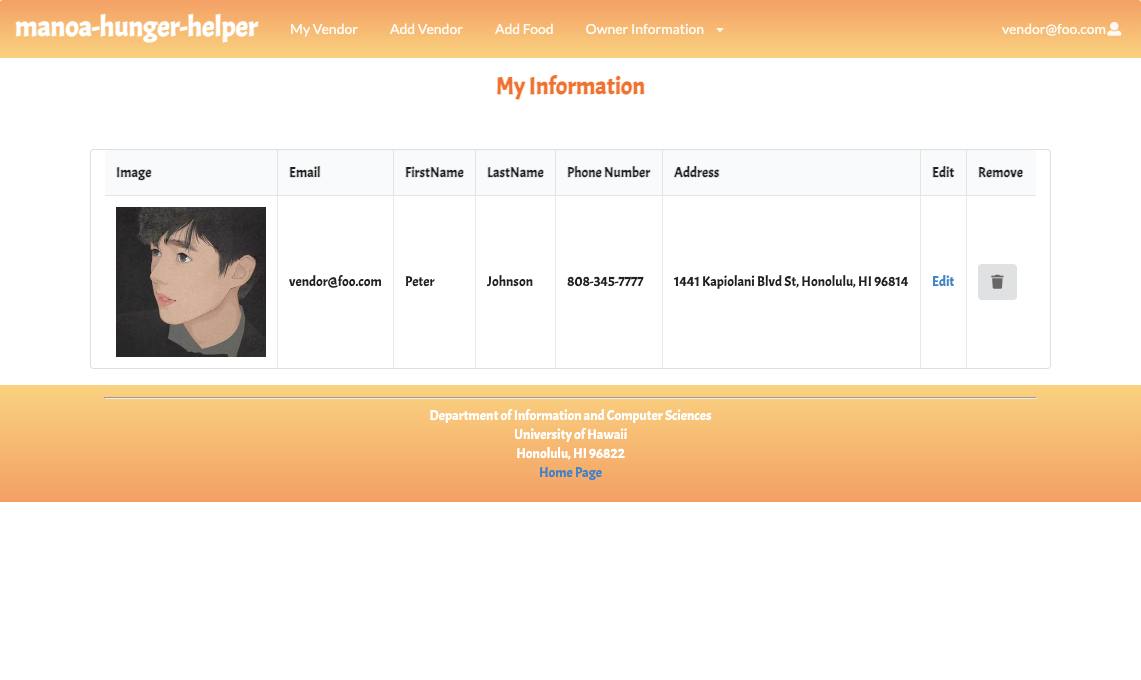 manoa-hunger-helper My Vendor Add Vendor Add Food Owner Information vendor@foo.com
My Information
Image Email FirstName LastName Phone Number Address Edit Remove
vendor@foo.com Peter Johnson 808-345-7777 1441 Kapiolani Blvd St, Honolulu, HI 96814 Edit
Department of Information and Computer Sciences
University of Hawaii
Honolulu, HI 96822
Home Page